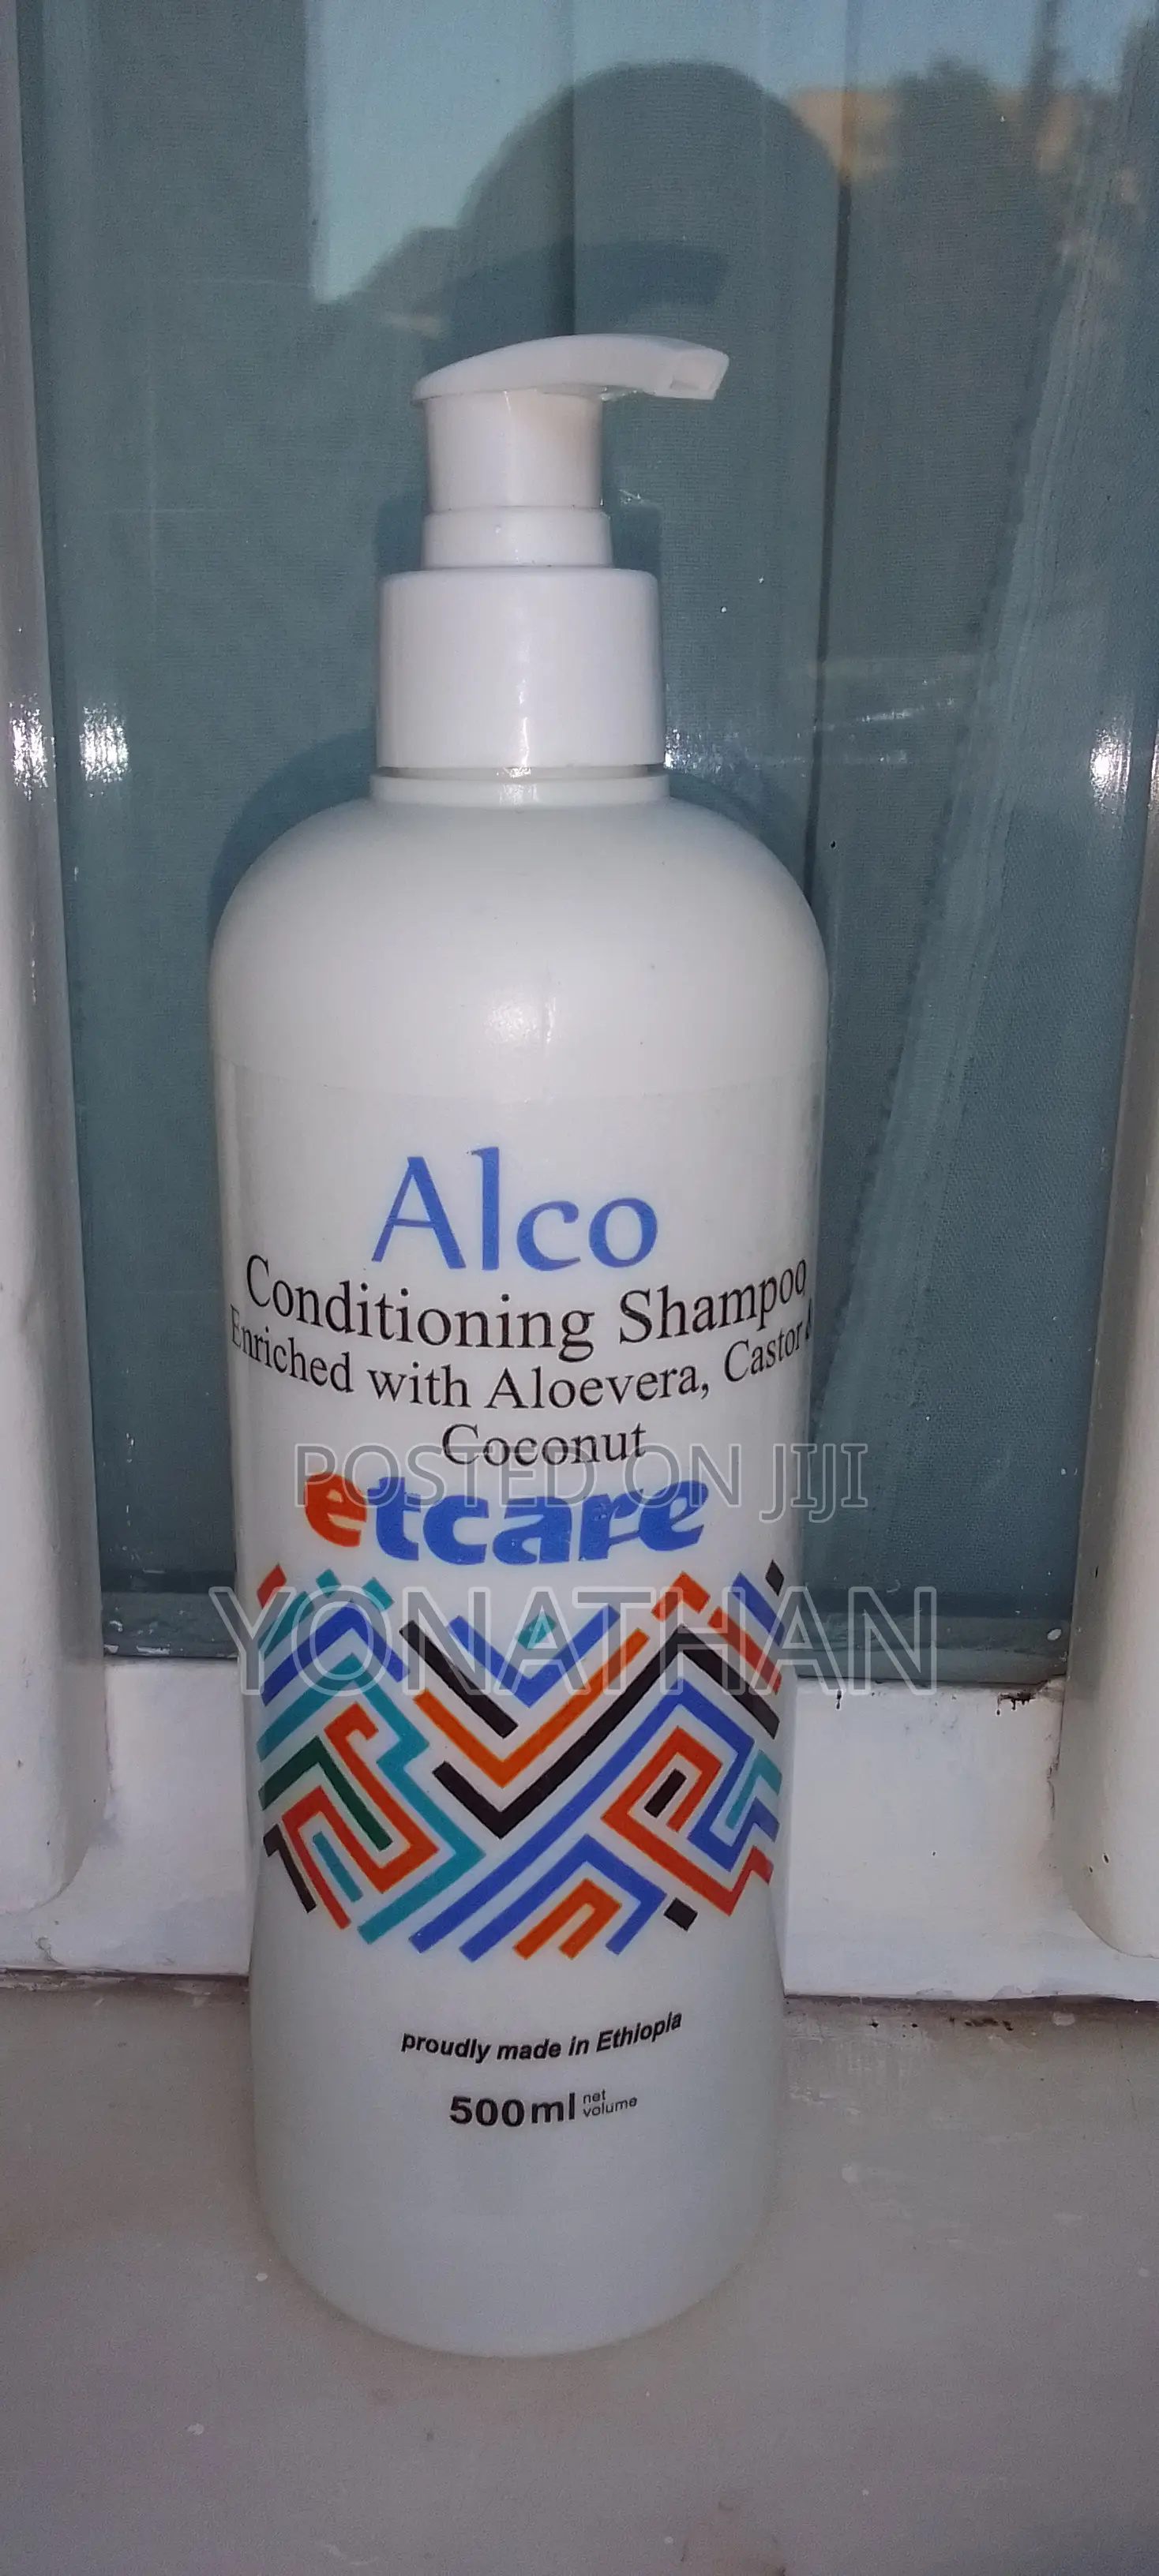 Alco
Conditioning Shampoo
Enriched with Aloevera, Castor &
Coconut
POSTED ON JIJI
etcare
YONATHAN
proudly made in Ethiopia
500ml net volume